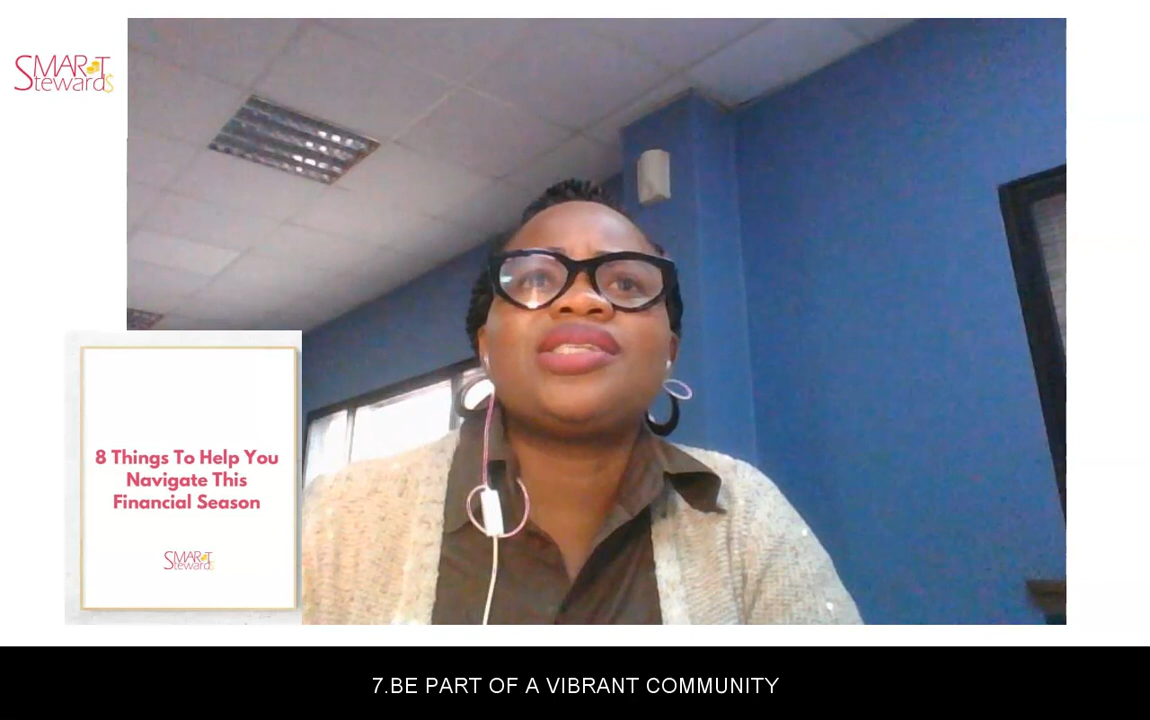 SMART
Stewards
8 Things To Help You
Navigate This
Financial Season
SMART
Stewards
7.BE PART OF A VIBRANT COMMUNITY